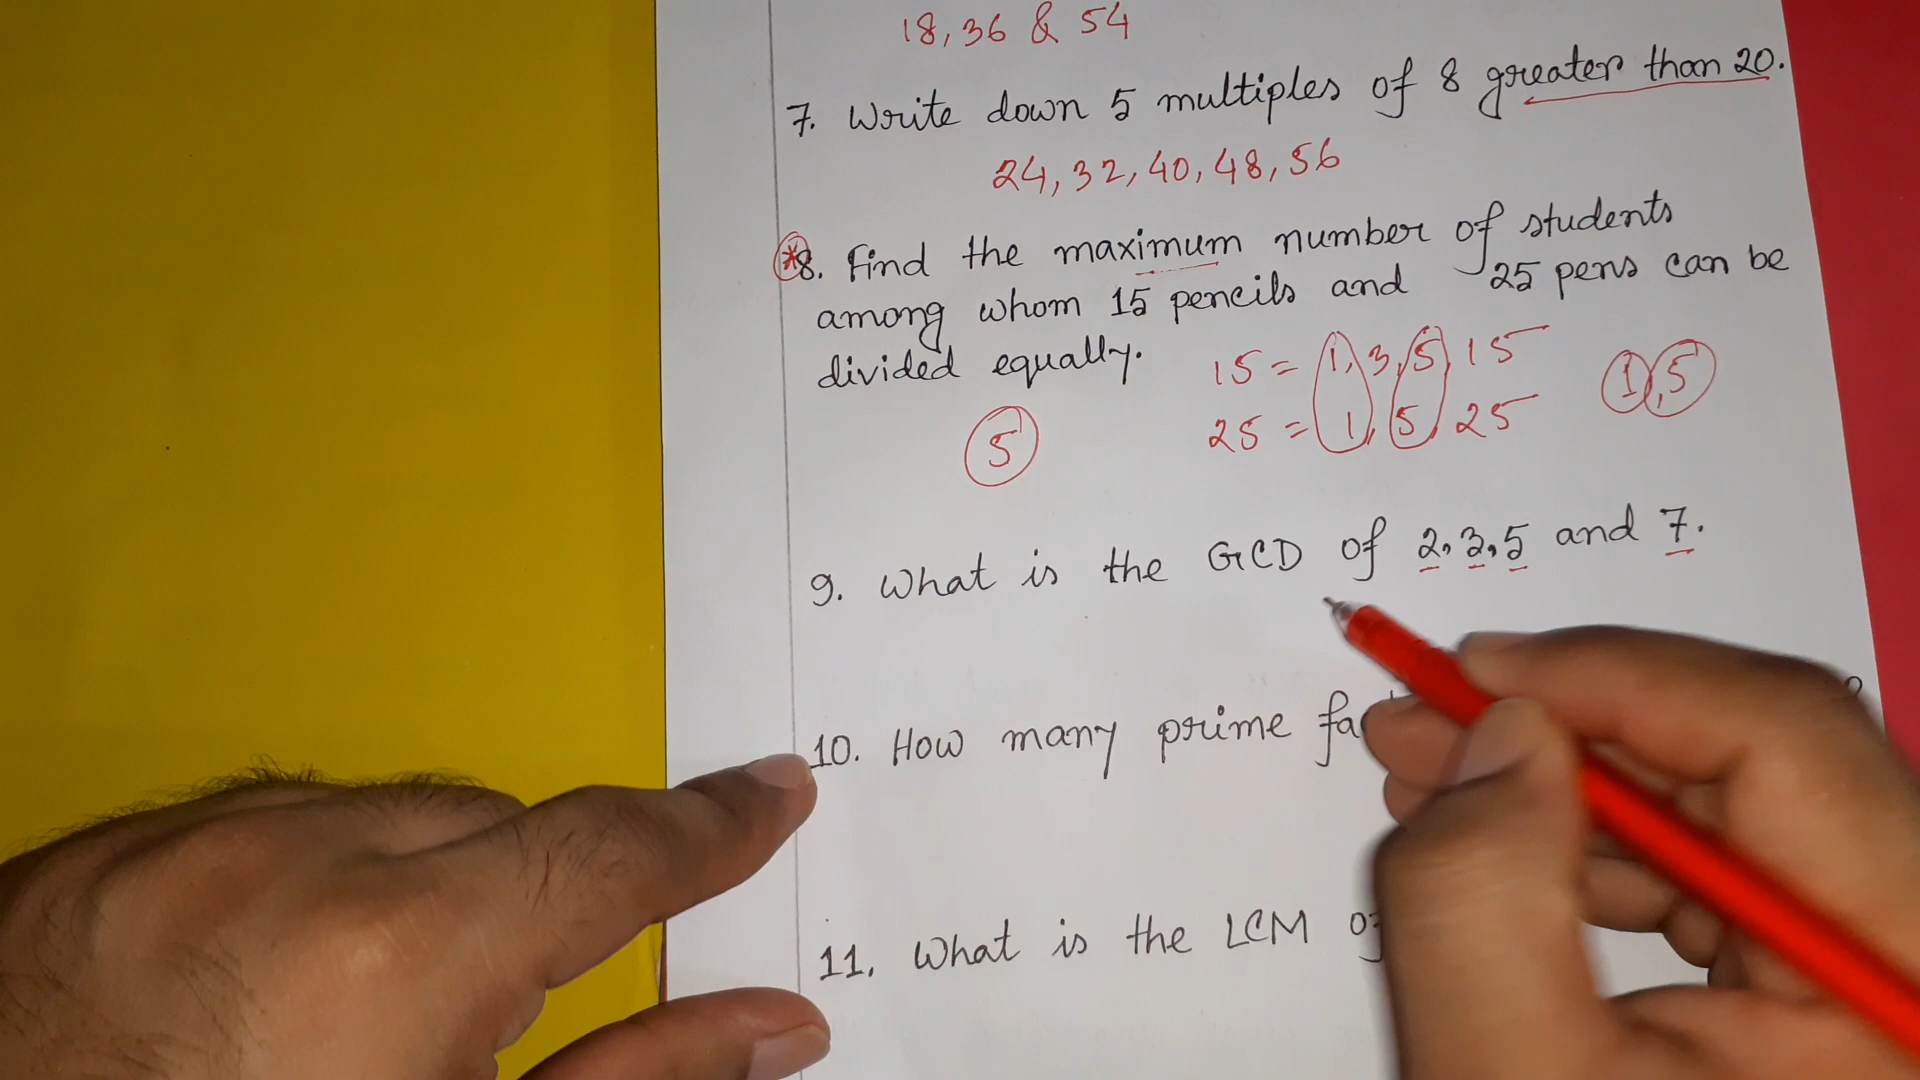 18, 36 & 54
7. Write down 5 multiples of 8 greater than 20.
24, 32, 40, 48, 56
*8. Find the maximum number of students
among whom 15 pencils and 25 pens can be
divided equally.
15 = 1, 3, 5, 15
1, 5
25 = 1, 5, 25
5
9. What is the GCD of 2, 3, 5 and 7.
10. How many prime
11. What is the LCM